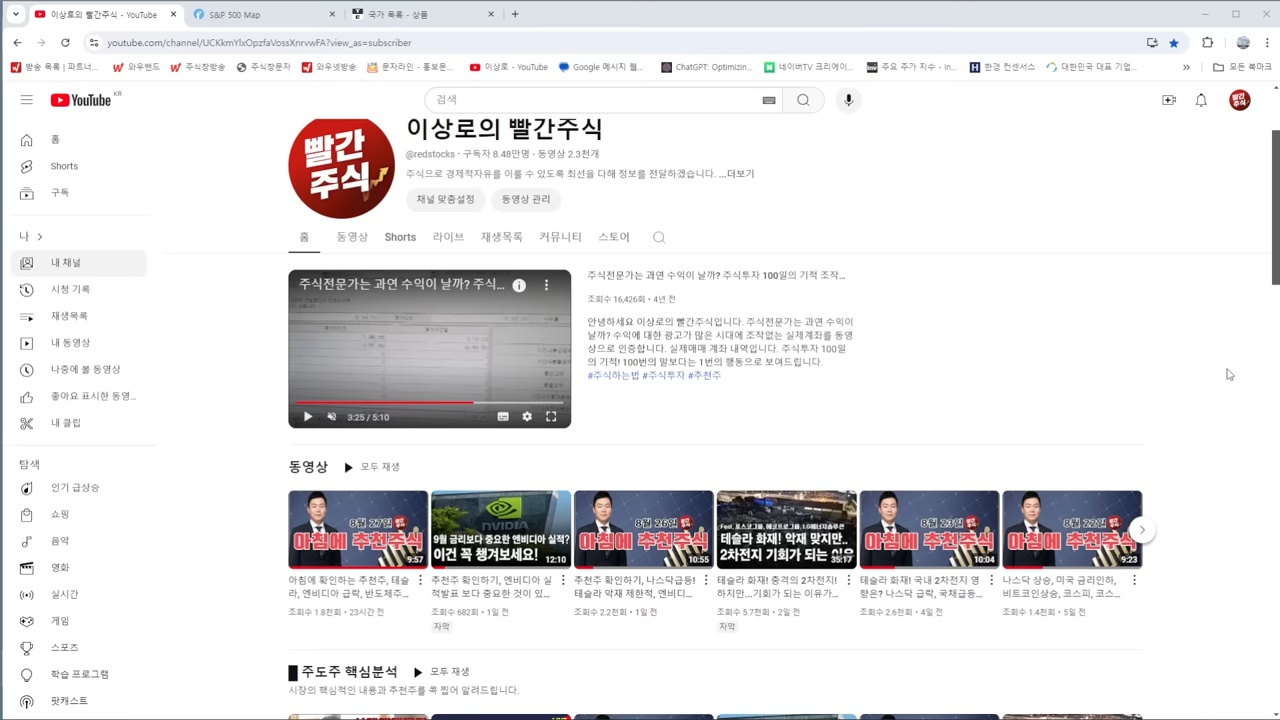 이상로의 빨간주식 - YouTube
S&P 500 Map
국가 목록 - 상품
youtube.com/channel/UCKkmYlxOpzfaVossXnrvwFA?view_as=subscriber
방송 목록 | 파트너...
와우밴드
주식창방송
주식창문자
와우넷방송
문자라인 - 홍보문...
이상로 - YouTube
Google 메시지 웹...
ChatGPT: Optimizin...
네이버TV 크리에이...
주요 주가 지수 - In...
한경 컨센서스
대한민국 대표 기업...
모든 북마크
YouTube KR
검색
홈
Shorts
구독
나
내 채널
시청 기록
재생목록
내 동영상
나중에 볼 동영상
좋아요 표시한 동영...
내 클립
탐색
인기 급상승
쇼핑
음악
영화
실시간
게임
스포츠
학습 프로그램
팟캐스트
빨간
주식
이상로의 빨간주식
@redstocks · 구독자 8.48만명 · 동영상 2.3천개
주식으로 경제적자유를 이룰 수 있도록 최선을 다해 정보를 전달하겠습니다. ...더보기
채널 맞춤설정
동영상 관리
홈
동영상
Shorts
라이브
재생목록
커뮤니티
스토어
주식전문가는 과연 수익이 날까? 주식...
3:25 / 5:10
주식전문가는 과연 수익이 날까? 주식투자 100일의 기적 조작...
조회수 16,426회 • 4년 전
안녕하세요 이상로의 빨간주식입니다. 주식전문가는 과연 수익이
날까? 수익에 대한 광고가 많은 시대에 조작없는 실제계좌를 동영
상으로 인증합니다. 실제매매 계좌 내역입니다. 주식투자 100일
의 기적! 100번의 말보다는 1번의 행동으로 보여드립니다.
#주식하는법 #주식투자 #추천주
동영상
모두 재생
8월 27일
아침에 추천주식
9:57
아침에 확인하는 추천주, 테슬
라, 엔비디아 급락, 반도체주...
조회수 1.8천회 • 23시간 전
NVIDIA
9월 금리보다 중요한 엔비디아 실적?
이건 꼭 챙겨보세요!
12:10
추천주 확인하기, 엔비디아 실
적발표 보다 중요한 것이 있...
조회수 682회 • 1일 전
자막
8월 26일
아침에 추천주식
10:55
추천주 확인하기, 나스닥급등!
테슬라 악재 제한적, 엔비디...
조회수 2.2천회 • 1일 전
Feat. 포스코그룹, 에코프로그룹, LG에너지솔루션
테슬라 화재! 악재 맞지만..
2차전지 기회가 되는 이유
35:17
테슬라 화재! 충격의 2차전지!
하지만...기회가 되는 이유가...
조회수 5.7천회 • 2일 전
자막
8월 23일
아침에 추천주식
10:04
테슬라 화재! 국내 2차전지 영
향은? 나스닥 급락, 국채급등...
조회수 2.6천회 • 4일 전
8월 22일
아침에 추천주식
9:23
나스닥 상승, 미국 금리인하,
비트코인상승, 코스피, 코스...
조회수 1.4천회 • 5일 전
주도주 핵심분석
모두 재생
시장의 핵심적인 내용과 추천주를 콕 찝어 알려드립니다.